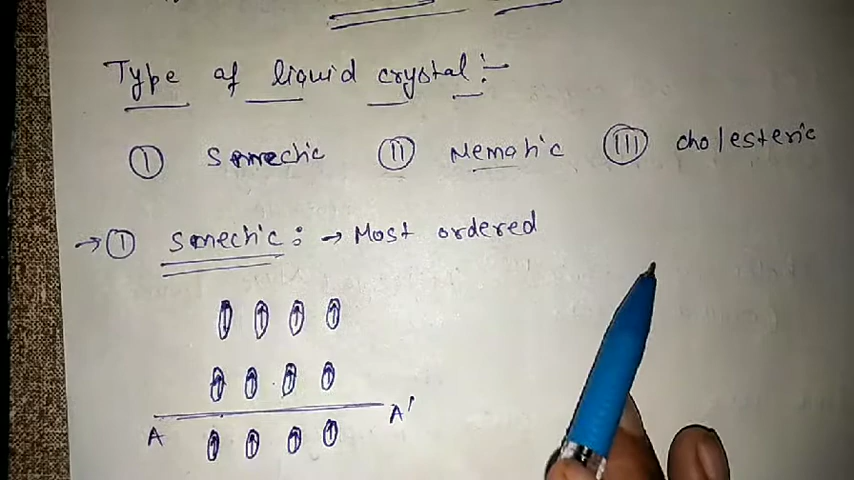 Type of liquid crystal :-
I smechic II Nematic III cholesteric
→ I smechic : → Most ordered
A A'